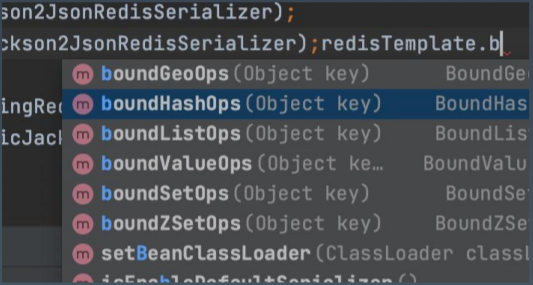 son2JsonRedisSerializer);
ckson2JsonRedisSerializer);redisTemplate.b
m boundGeoOps(Object key) BoundGe
ingRe
m boundHashOps(Object key) BoundHas
icJack
m boundListOps(Object key) BoundLis
m boundValueOps(Object ke… BoundValu
m boundSetOps(Object key) BoundSe
m boundZSetOps(Object key) BoundZSe
m setBeanClassLoader(ClassLoader classL
m isEnableDefaultSerializer()